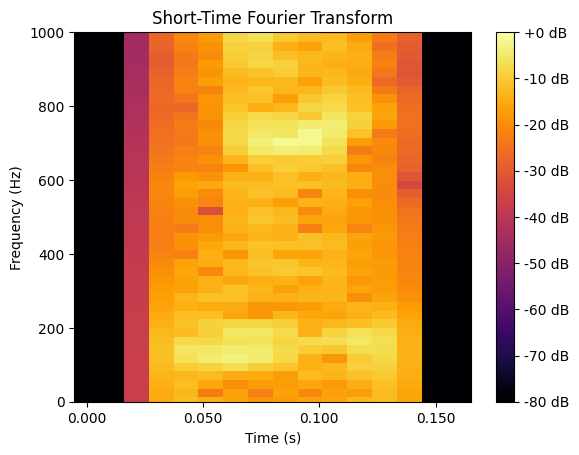 Short-Time Fourier Transform
1000
800
600
400
200
0
Frequency (Hz)
0.000
0.050
0.100
0.150
Time (s)
+0 dB
-10 dB
-20 dB
-30 dB
-40 dB
-50 dB
-60 dB
-70 dB
-80 dB